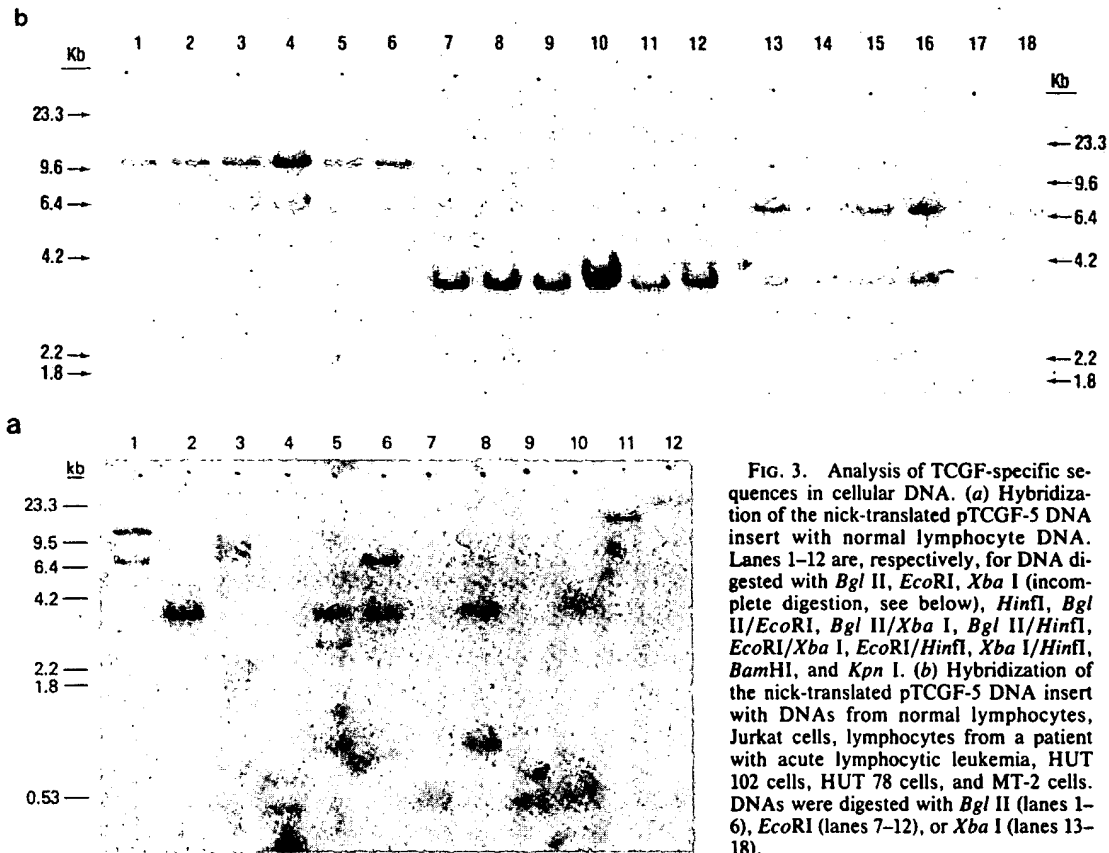 b
Kb 1 2 3 4 5 6 7 8 9 10 11 12 13 14 15 16 17 18 Kb
23.3
9.6
6.4
4.2
2.2
1.8
23.3
9.6
6.4
4.2
2.2
1.8
a
kb 1 2 3 4 5 6 7 8 9 10 11 12
23.3
9.5
6.4
4.2
2.2
1.8
0.53
FIG. 3. Analysis of TCGF-specific se-
quences in cellular DNA. (a) Hybridiza-
tion of the nick-translated pTCGF-5 DNA
insert with normal lymphocyte DNA.
Lanes 1–12 are, respectively, for DNA di-
gested with Bgl II, EcoRI, Xba I (incom-
plete digestion, see below), HinfI, Bgl
II/EcoRI, Bgl II/Xba I, Bgl II/HinfI,
EcoRI/Xba I, EcoRI/HinfI, Xba I/HinfI,
BamHI, and Kpn I. (b) Hybridization of
the nick-translated pTCGF-5 DNA insert
with DNAs from normal lymphocytes,
Jurkat cells, lymphocytes from a patient
with acute lymphocytic leukemia, HUT
102 cells, HUT 78 cells, and MT-2 cells.
DNAs were digested with Bgl II (lanes 1–
6), EcoRI (lanes 7–12), or Xba I (lanes 13–
18).